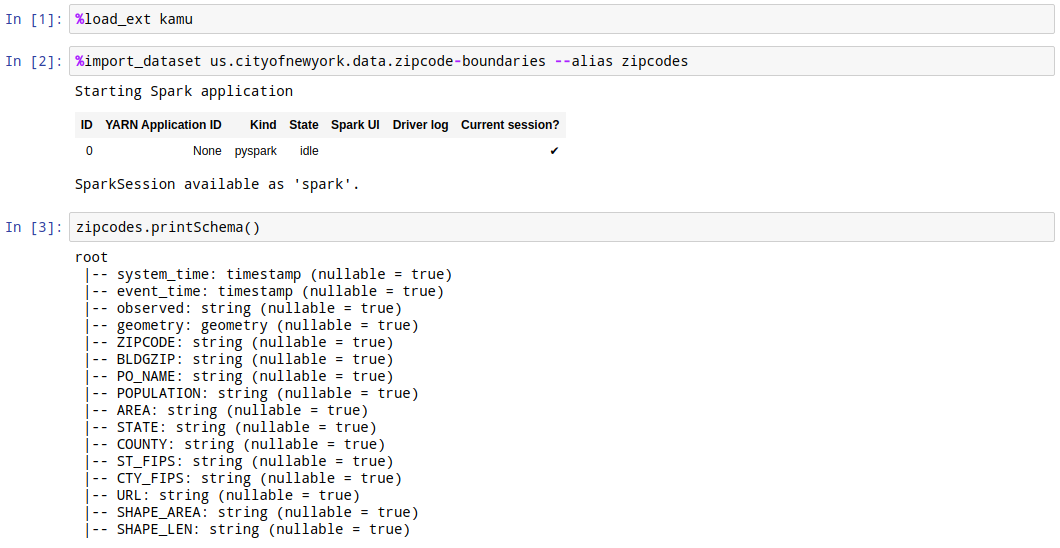 In [1]: %load_ext kamu
In [2]: %import_dataset us.cityofnewyork.data.zipcode-boundaries --alias zipcodes
Starting Spark application
ID YARN Application ID Kind State Spark UI Driver log Current session?
0 None pyspark idle ✔
SparkSession available as 'spark'.
In [3]: zipcodes.printSchema()
root
|-- system_time: timestamp (nullable = true)
|-- event_time: timestamp (nullable = true)
|-- observed: string (nullable = true)
|-- geometry: geometry (nullable = true)
|-- ZIPCODE: string (nullable = true)
|-- BLDGZIP: string (nullable = true)
|-- PO_NAME: string (nullable = true)
|-- POPULATION: string (nullable = true)
|-- AREA: string (nullable = true)
|-- STATE: string (nullable = true)
|-- COUNTY: string (nullable = true)
|-- ST_FIPS: string (nullable = true)
|-- CTY_FIPS: string (nullable = true)
|-- URL: string (nullable = true)
|-- SHAPE_AREA: string (nullable = true)
|-- SHAPE_LEN: string (nullable = true)